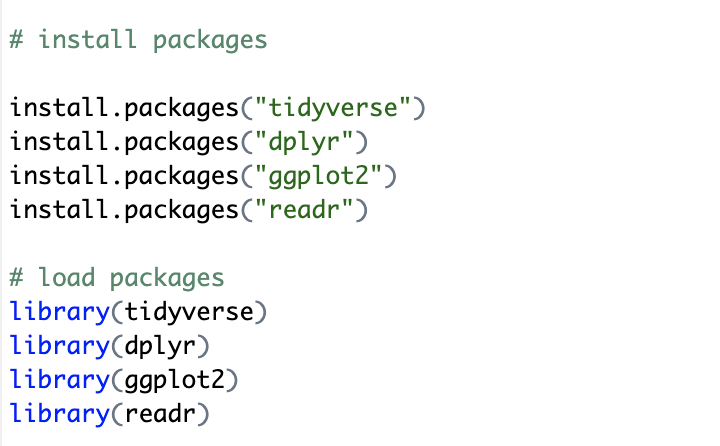 # install packages
install.packages("tidyverse")
install.packages("dplyr")
install.packages("ggplot2")
install.packages("readr")
# load packages
library(tidyverse)
library(dplyr)
library(ggplot2)
library(readr)